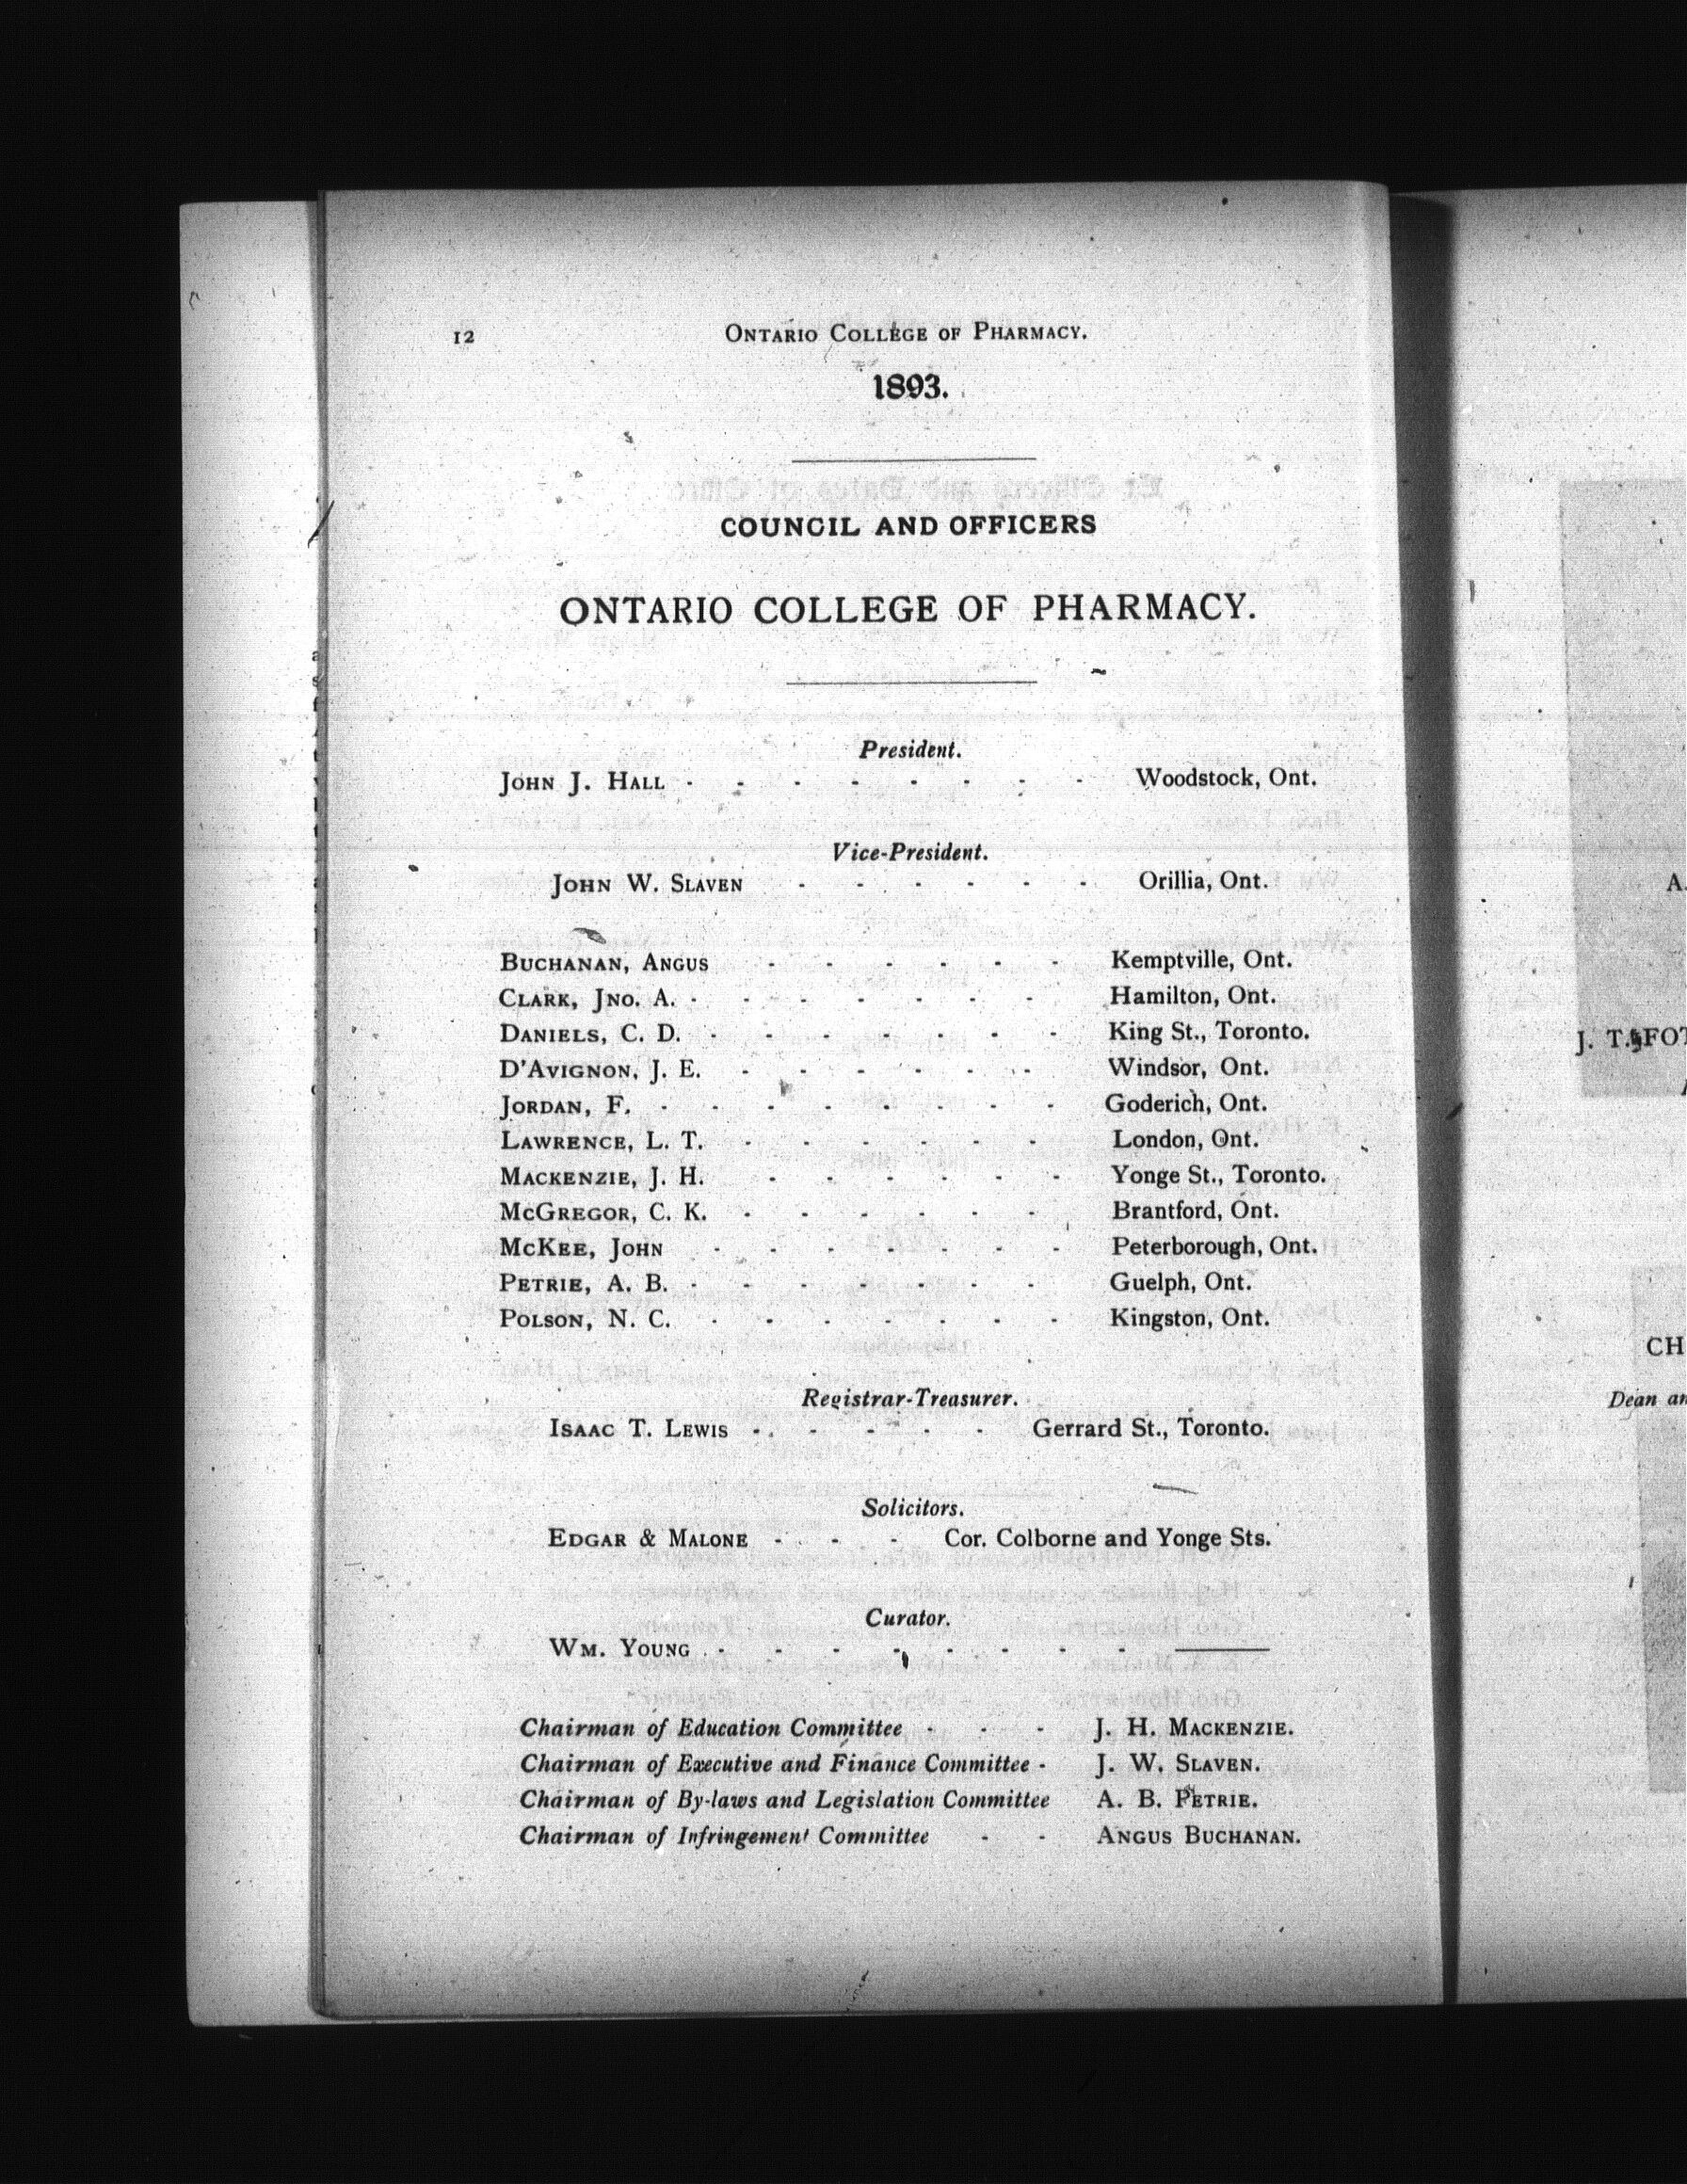 12 ONTARIO COLLEGE OF PHARMACY.
1893.
COUNCIL AND OFFICERS
ONTARIO COLLEGE OF PHARMACY.
President.
JOHN J. HALL - - - - - - - - Woodstock, Ont.
Vice-President.
JOHN W. SLAVEN - - - - - - Orillia, Ont.
BUCHANAN, ANGUS - - - - - - Kemptville, Ont.
CLARK, JNO. A. - - - - - - - Hamilton, Ont.
DANIELS, C. D. - - - - - - - King St., Toronto.
D'AVIGNON, J. E. - - - - - - Windsor, Ont.
JORDAN, F. - - - - - - - - Goderich, Ont.
LAWRENCE, L. T. - - - - - - London, Ont.
MACKENZIE, J. H. - - - - - - Yonge St., Toronto.
MCGREGOR, C. K. - - - - - - Brantford, Ont.
MCKEE, JOHN - - - - - - - Peterborough, Ont.
PETRIE, A. B. - - - - - - - Guelph, Ont.
POLSON, N. C. - - - - - - - Kingston, Ont.
Registrar-Treasurer.
ISAAC T. LEWIS - - - - - Gerrard St., Toronto.
Solicitors.
EDGAR & MALONE - - - Cor. Colborne and Yonge Sts.
Curator.
WM. YOUNG - - - - - - - - ———
Chairman of Education Committee - - - J. H. MACKENZIE.
Chairman of Executive and Finance Committee - J. W. SLAVEN.
Chairman of By-laws and Legislation Committee A. B. PETRIE.
Chairman of Infringement Committee - - ANGUS BUCHANAN.
A.
J. T.
CH
Dean